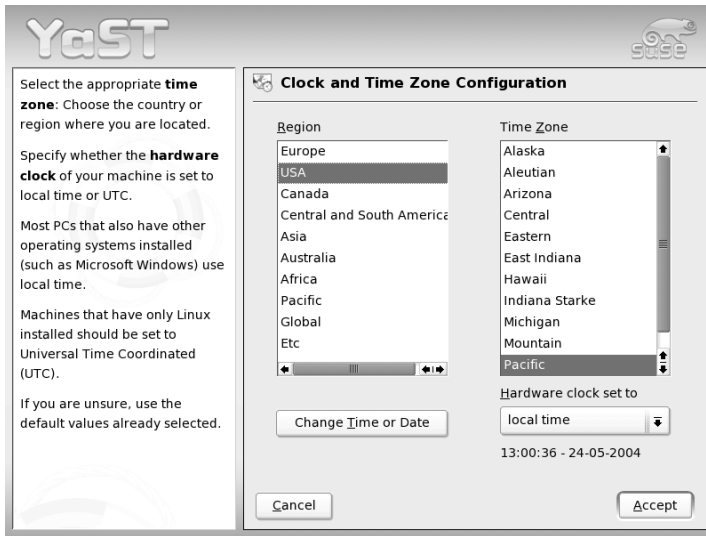 YaST
SUSE
Select the appropriate time
zone: Choose the country or
region where you are located.
Specify whether the hardware
clock of your machine is set to
local time or UTC.
Most PCs that also have other
operating systems installed
(such as Microsoft Windows) use
local time.
Machines that have only Linux
installed should be set to
Universal Time Coordinated
(UTC).
If you are unsure, use the
default values already selected.
Clock and Time Zone Configuration
Region
Europe
USA
Canada
Central and South America
Asia
Australia
Africa
Pacific
Global
Etc
Change Time or Date
Time Zone
Alaska
Aleutian
Arizona
Central
Eastern
East Indiana
Hawaii
Indiana Starke
Michigan
Mountain
Pacific
Hardware clock set to
local time
13:00:36 - 24-05-2004
Cancel
Accept